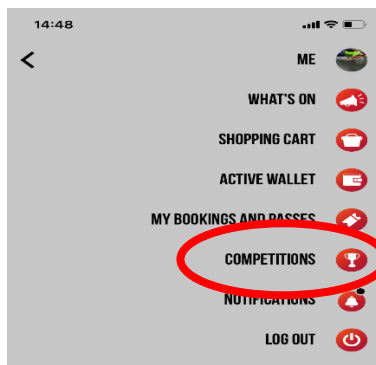 14:48
ME
WHAT'S ON
SHOPPING CART
ACTIVE WALLET
MY BOOKINGS AND PASSES
COMPETITIONS
NOTIFICATIONS
LOG OUT